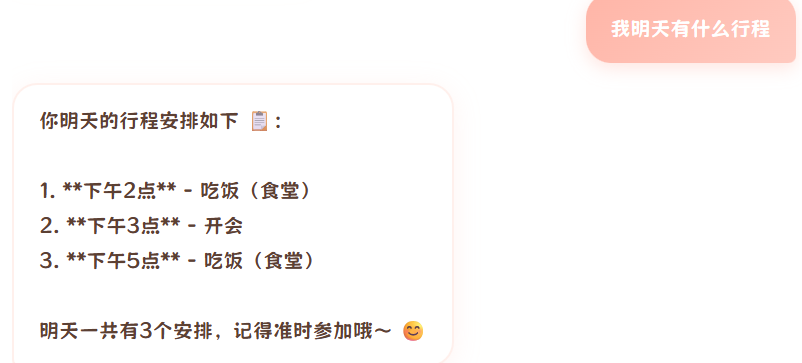 我明天有什么行程
你明天的行程安排如下 📋：
1. **下午2点** - 吃饭（食堂）
2. **下午3点** - 开会
3. **下午5点** - 吃饭（食堂）
明天一共有3个安排，记得准时参加哦～ 😊